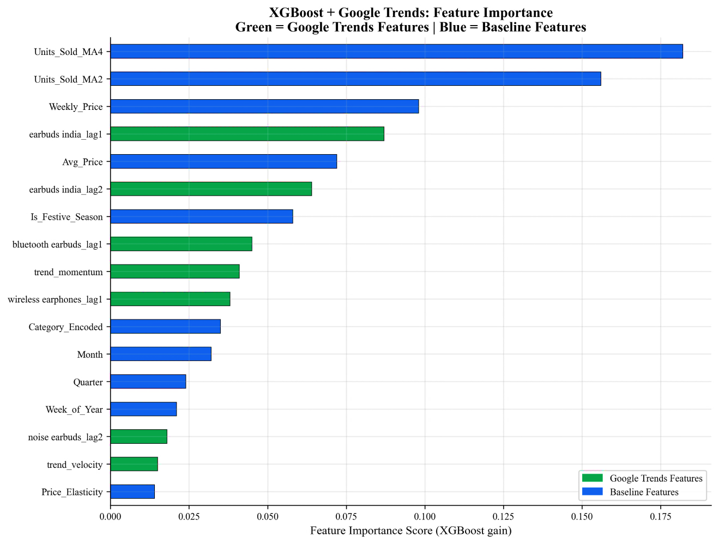 XGBoost + Google Trends: Feature Importance
Green = Google Trends Features | Blue = Baseline Features
Units_Sold_MA4
Units_Sold_MA2
Weekly_Price
earbuds india_lag1
Avg_Price
earbuds india_lag2
Is_Festive_Season
bluetooth earbuds_lag1
trend_momentum
wireless earphones_lag1
Category_Encoded
Month
Quarter
Week_of_Year
noise earbuds_lag2
trend_velocity
Price_Elasticity
Google Trends Features
Baseline Features
0.000 0.025 0.050 0.075 0.100 0.125 0.150 0.175
Feature Importance Score (XGBoost gain)